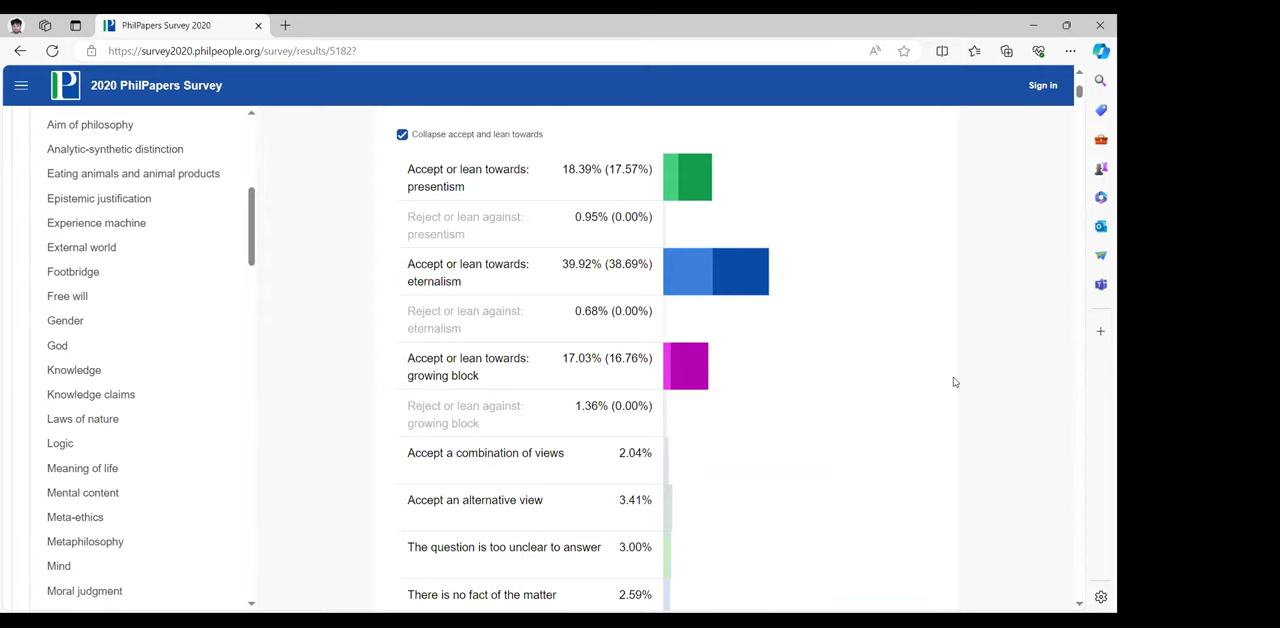 PhilPapers Survey 2020
https://survey2020.philpeople.org/survey/results/5182?
2020 PhilPapers Survey
Sign in
Aim of philosophy
Analytic-synthetic distinction
Eating animals and animal products
Epistemic justification
Experience machine
External world
Footbridge
Free will
Gender
God
Knowledge
Knowledge claims
Laws of nature
Logic
Meaning of life
Mental content
Meta-ethics
Metaphilosophy
Mind
Moral judgment
Collapse accept and lean towards
Accept or lean towards: 18.39% (17.57%)
presentism
Reject or lean against: 0.95% (0.00%)
presentism
Accept or lean towards: 39.92% (38.69%)
eternalism
Reject or lean against: 0.68% (0.00%)
eternalism
Accept or lean towards: 17.03% (16.76%)
growing block
Reject or lean against: 1.36% (0.00%)
growing block
Accept a combination of views 2.04%
Accept an alternative view 3.41%
The question is too unclear to answer 3.00%
There is no fact of the matter 2.59%